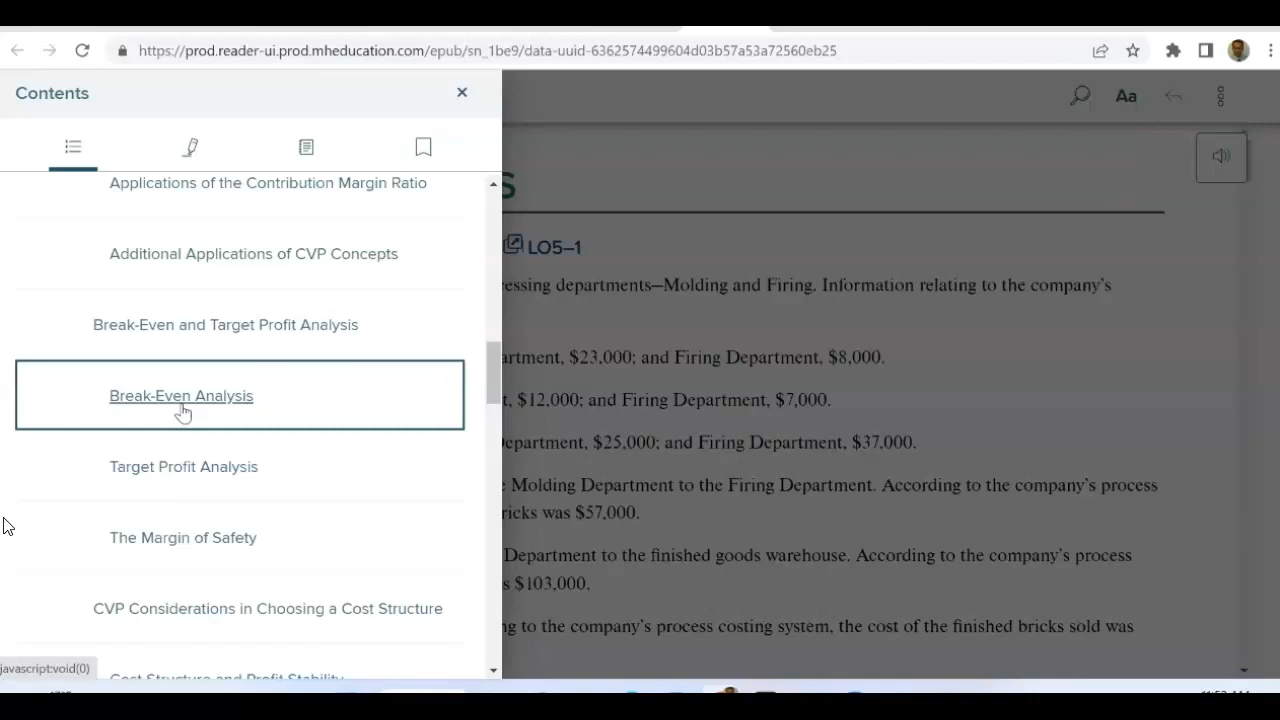 https://prod.reader-ui.prod.mheducation.com/epub/sn_1be9/data-uuid-6362574499604d03b57a53a72560eb25
Contents
Aa
Applications of the Contribution Margin Ratio
Additional Applications of CVP Concepts
Break-Even and Target Profit Analysis
Break-Even Analysis
Target Profit Analysis
The Margin of Safety
CVP Considerations in Choosing a Cost Structure
Cost Structure and Profit Stability
javascript:void(0)
S
LO5–1
essing departments—Molding and Firing. Information relating to the company's
artment, $23,000; and Firing Department, $8,000.
t, $12,000; and Firing Department, $7,000.
epartment, $25,000; and Firing Department, $37,000.
e Molding Department to the Firing Department. According to the company's process
ricks was $57,000.
Department to the finished goods warehouse. According to the company's process
s $103,000.
ng to the company's process costing system, the cost of the finished bricks sold was